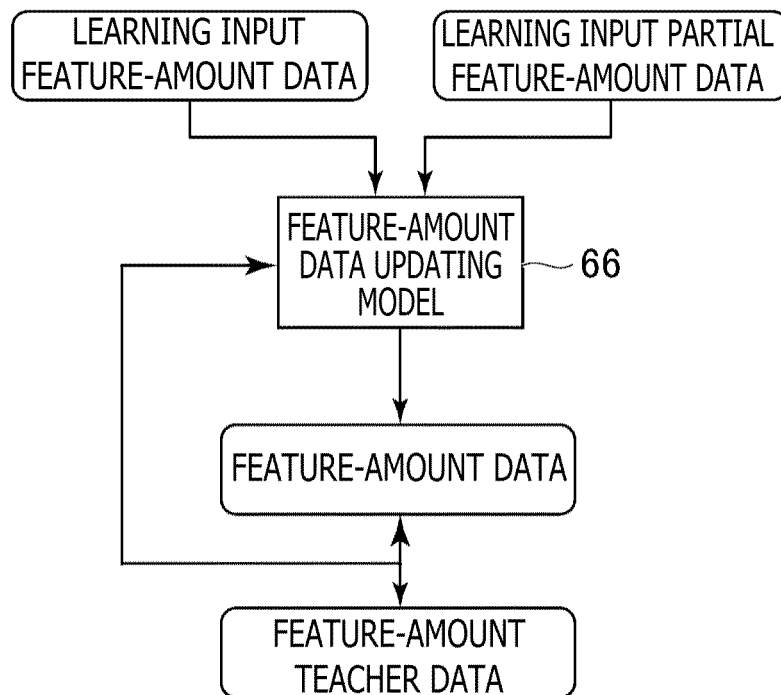 LEARNING INPUT
FEATURE-AMOUNT DATA
LEARNING INPUT PARTIAL
FEATURE-AMOUNT DATA
FEATURE-AMOUNT
DATA UPDATING
MODEL
66
FEATURE-AMOUNT DATA
FEATURE-AMOUNT
TEACHER DATA